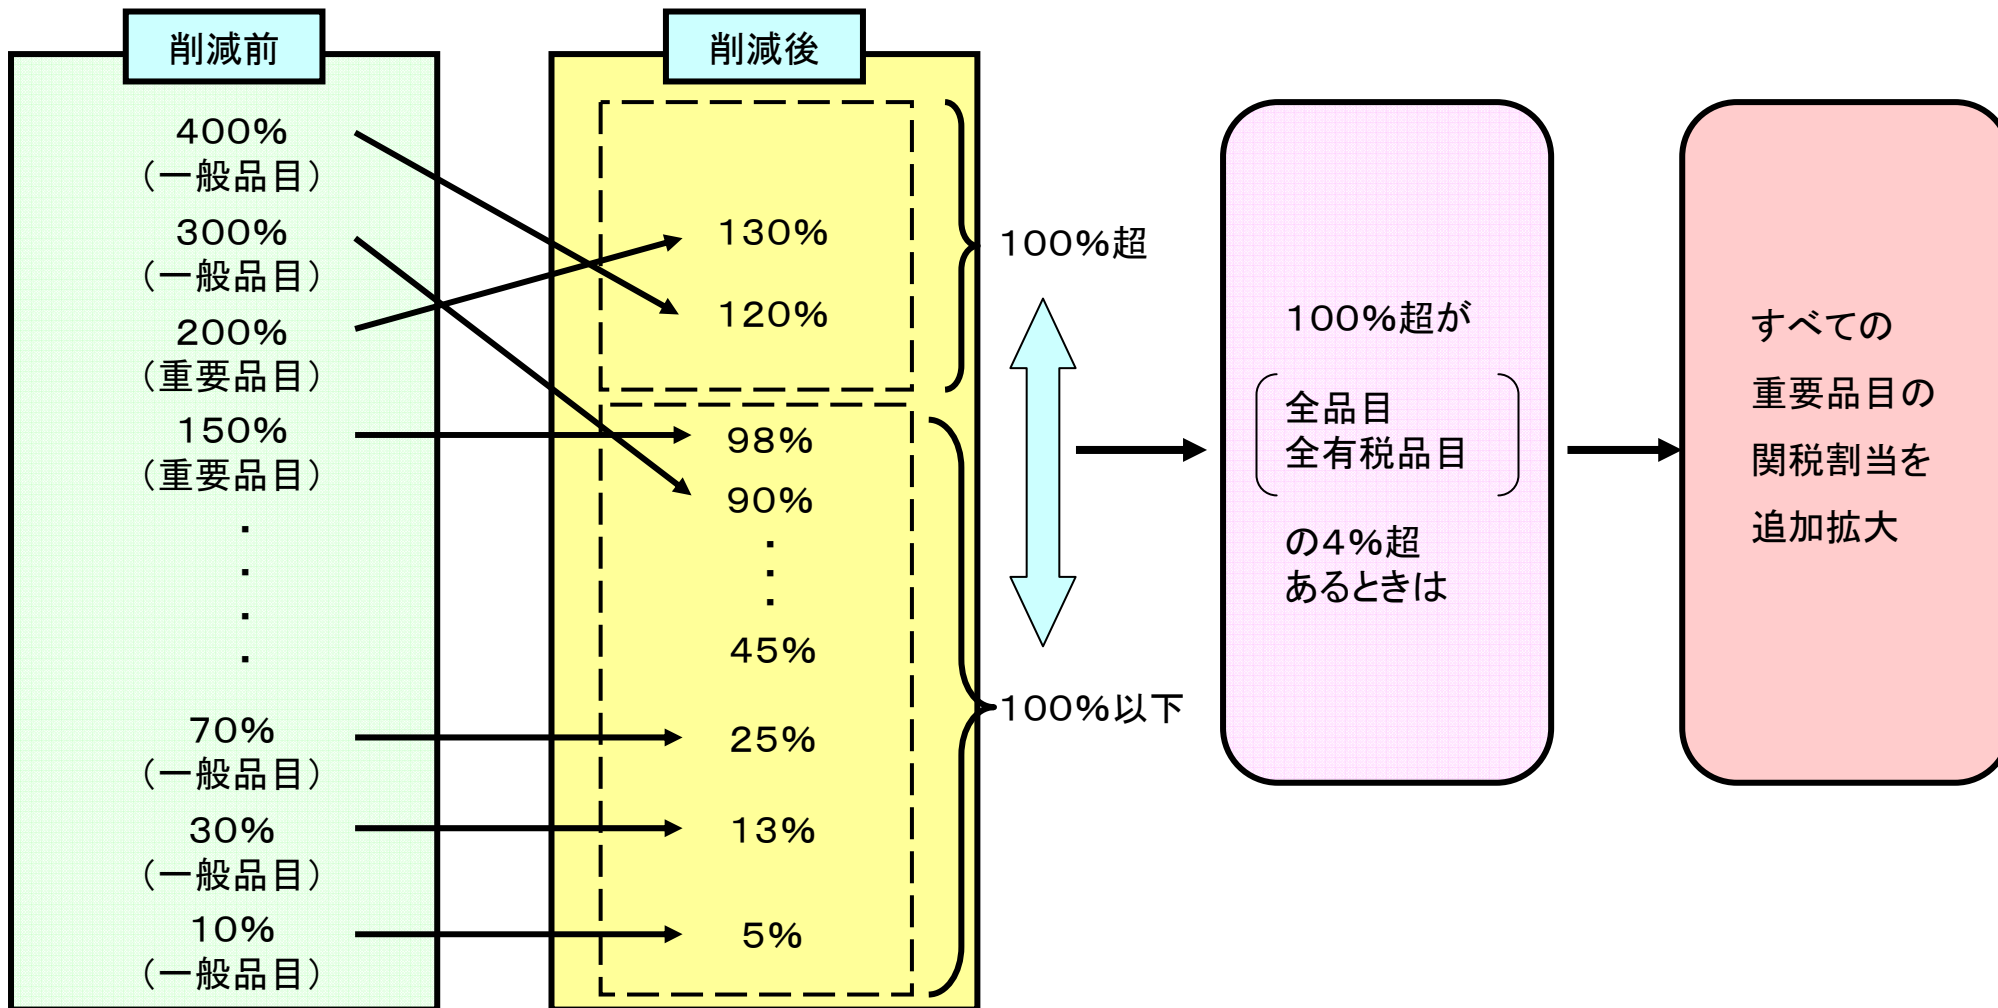 削減前
400%
(一般品目)
300%
(一般品目)
200%
(重要品目)
150%
(重要品目)
・
・
・
・
70%
(一般品目)
30%
(一般品目)
10%
(一般品目)
削減後
130%
120%
98%
90%
・
・
・
45%
25%
13%
5%
100%超
100%以下
100%超が
全品目
全有税品目
の4%超
あるときは
すべての
重要品目の
関税割当を
追加拡大